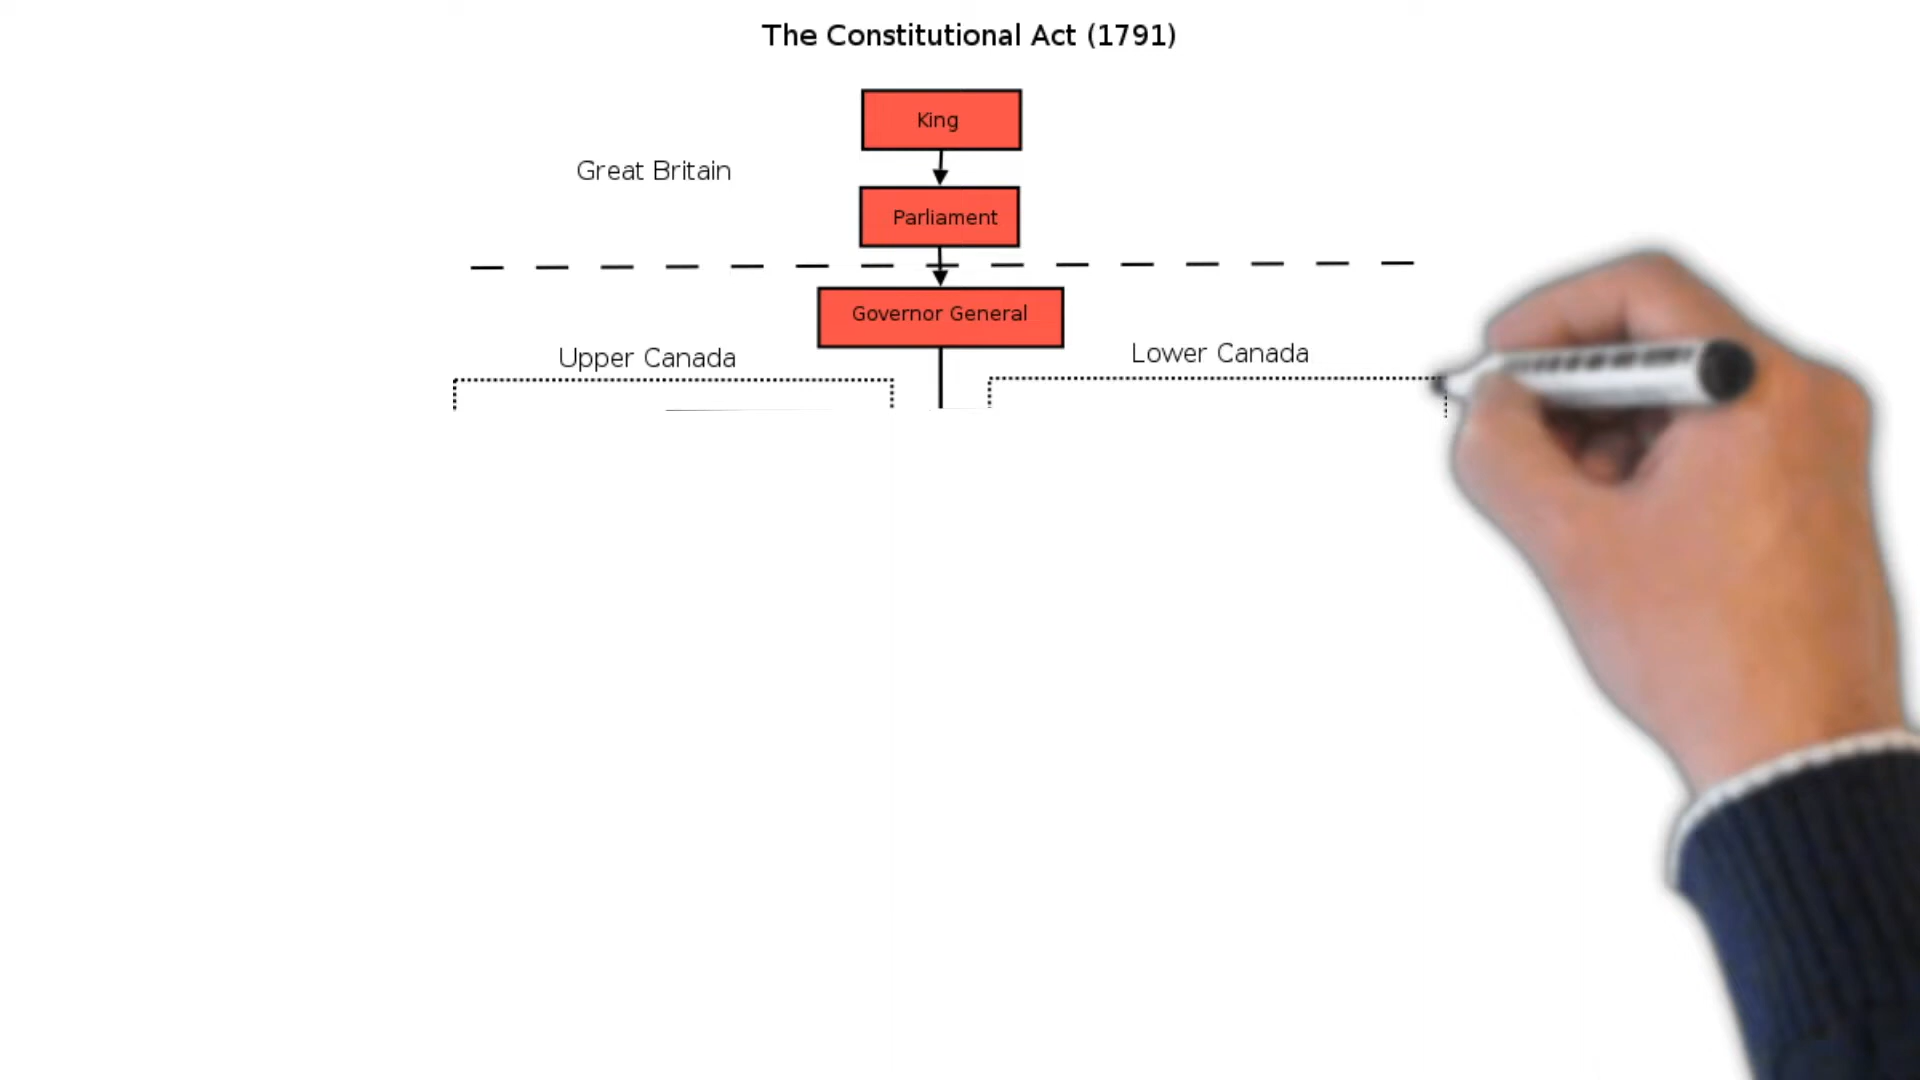 The Constitutional Act (1791)
King
Great Britain
Parliament
Governor General
Upper Canada
Lower Canada